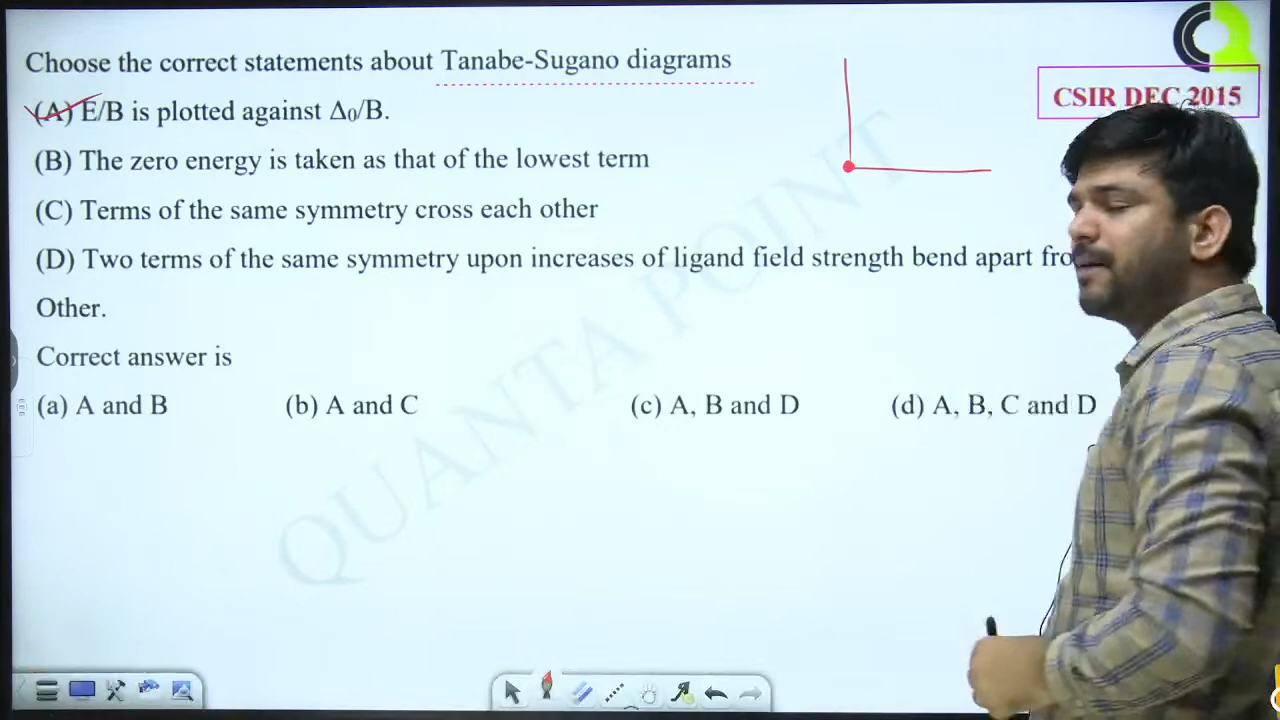 Choose the correct statements about Tanabe-Sugano diagrams
CSIR DEC 2015
(A) E/B is plotted against Δ₀/B.
(B) The zero energy is taken as that of the lowest term
(C) Terms of the same symmetry cross each other
(D) Two terms of the same symmetry upon increases of ligand field strength bend apart
Other.
Correct answer is
(a) A and B (b) A and C (c) A, B and D (d) A, B, C and D
QUANTA POINT